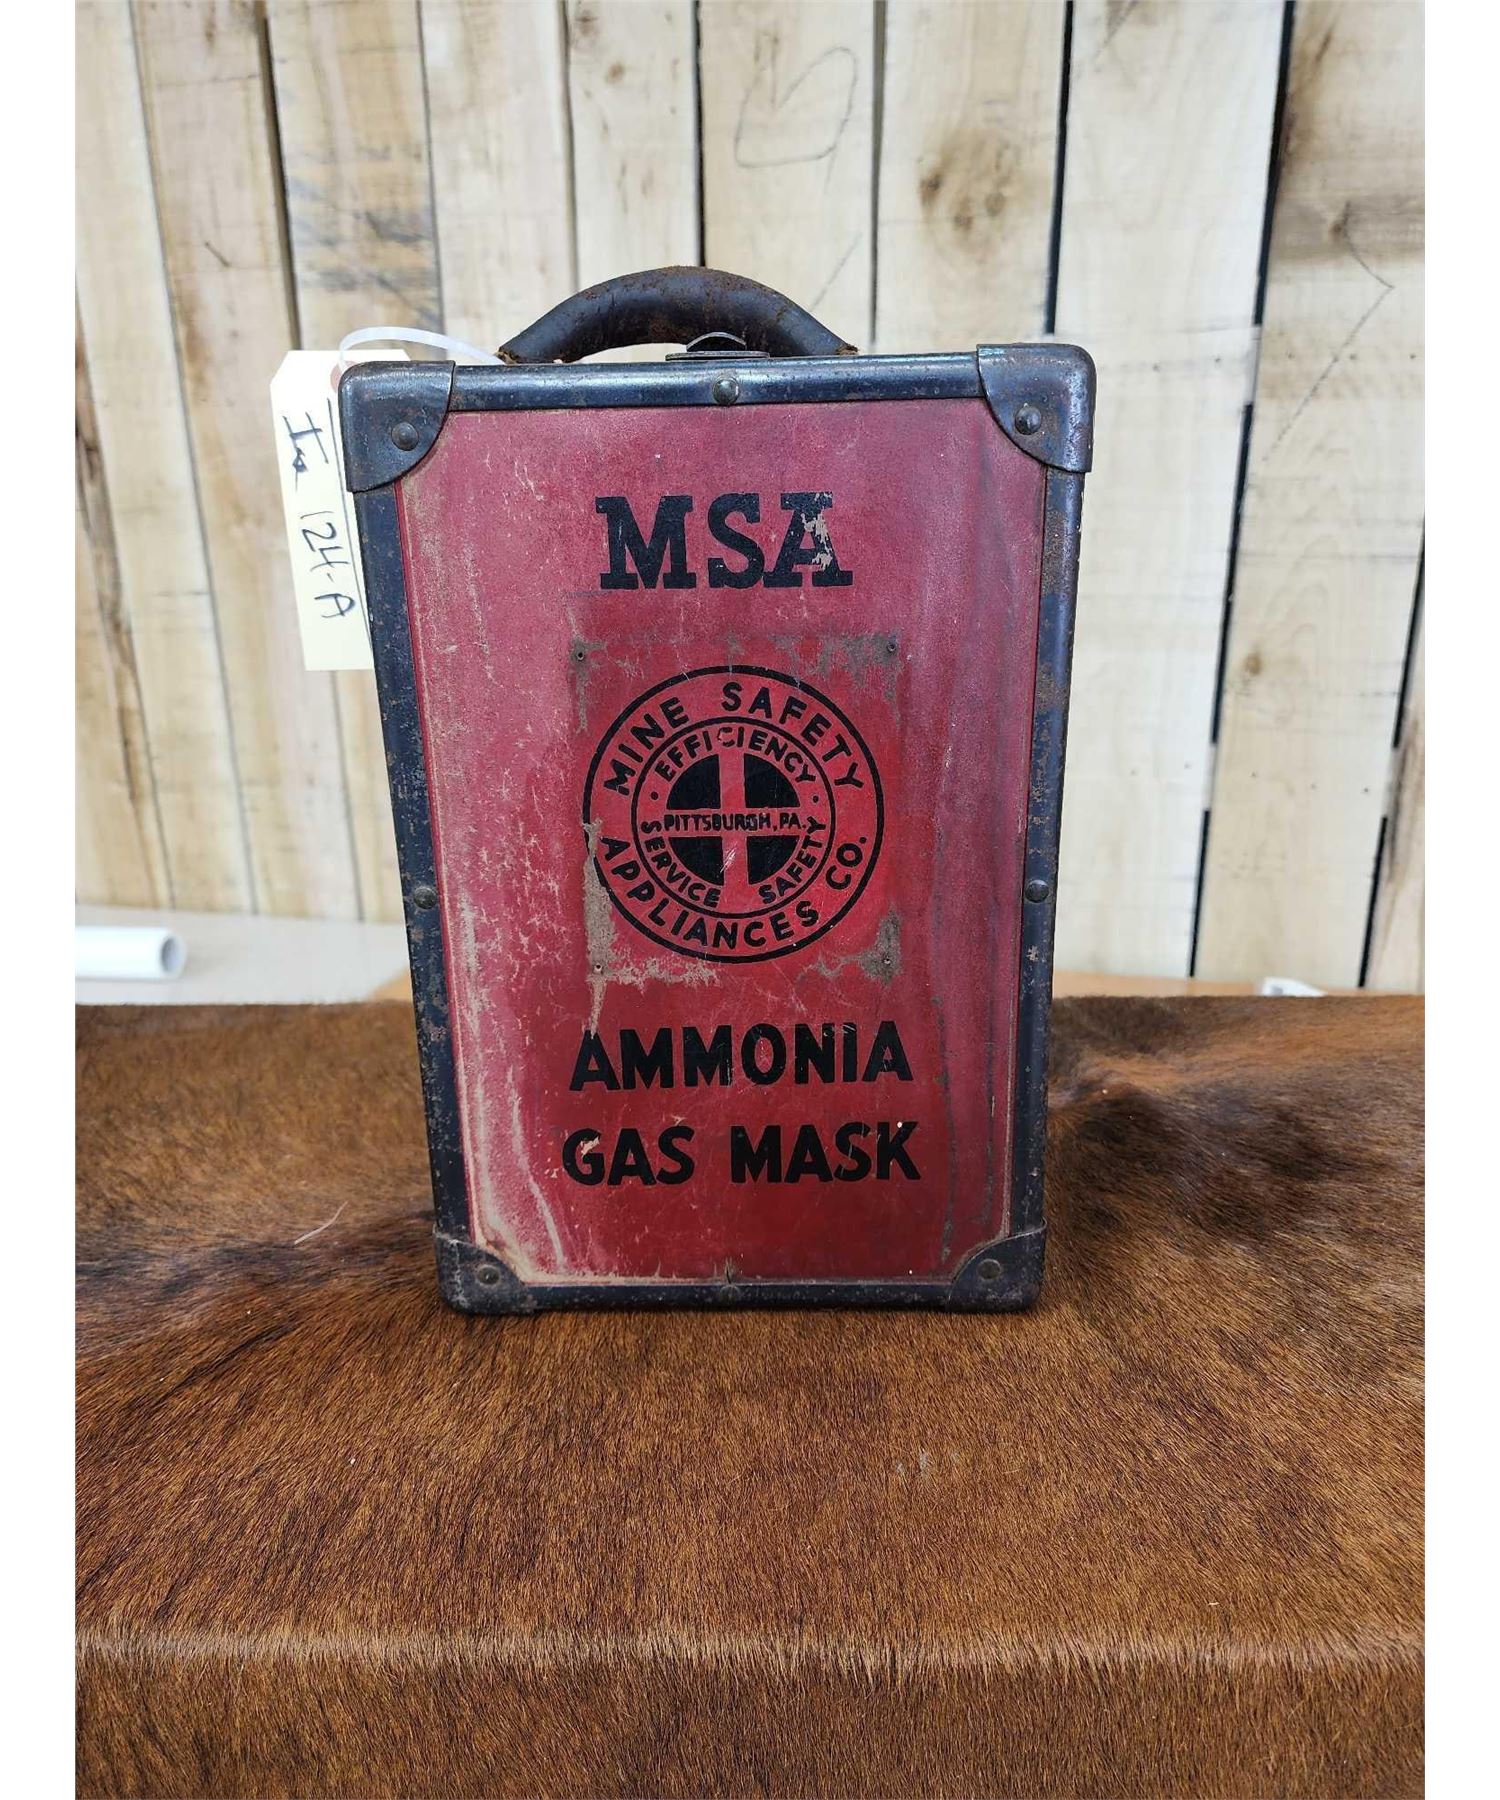 MSA
MINE SAFETY
APPLIANCES CO.
· EFFICIENCY ·
SERVICE SAFETY
PITTSBURGH, PA.
AMMONIA
GAS MASK
124-A